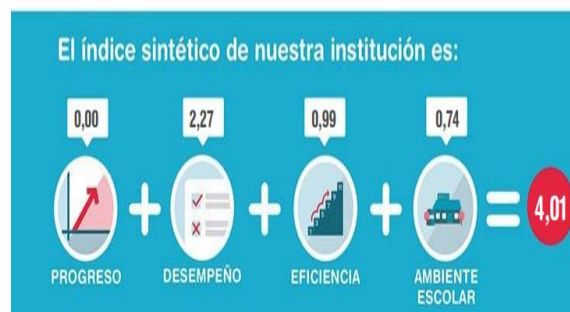 El índice sintético de nuestra institución es:
0,00
2,27
0,99
0,74
4,01
PROGRESO
DESEMPEÑO
EFICIENCIA
AMBIENTE
ESCOLAR